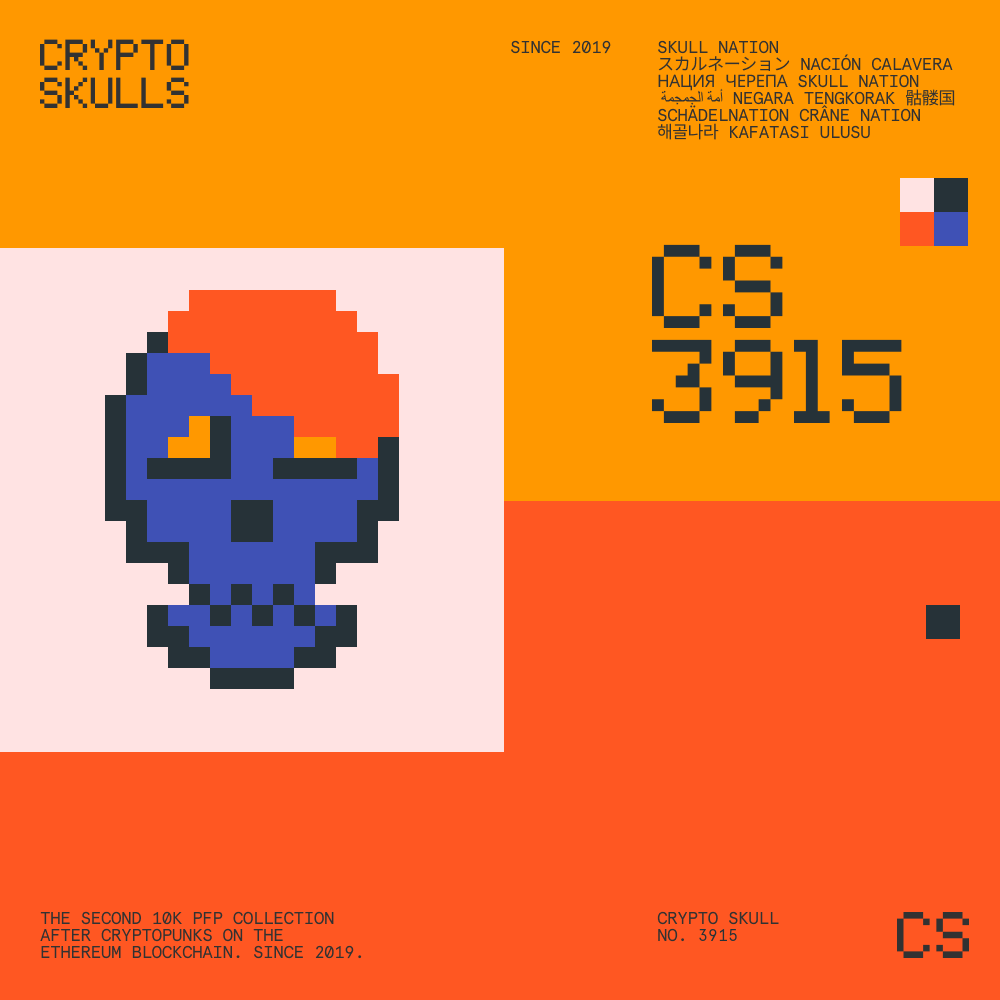 CRYPTO
SKULLS
SINCE 2019
SKULL NATION
スカルネーション NACIÓN CALAVERA
НАЦИЯ ЧЕРЕПА SKULL NATION
أمة الجمجمة NEGARA TENGKORAK 骷髅国
SCHÄDELNATION CRÂNE NATION
해골나라 KAFATASI ULUSU
CS
3915
THE SECOND 10K PFP COLLECTION
AFTER CRYPTOPUNKS ON THE
ETHEREUM BLOCKCHAIN. SINCE 2019.
CRYPTO SKULL
NO. 3915
CS